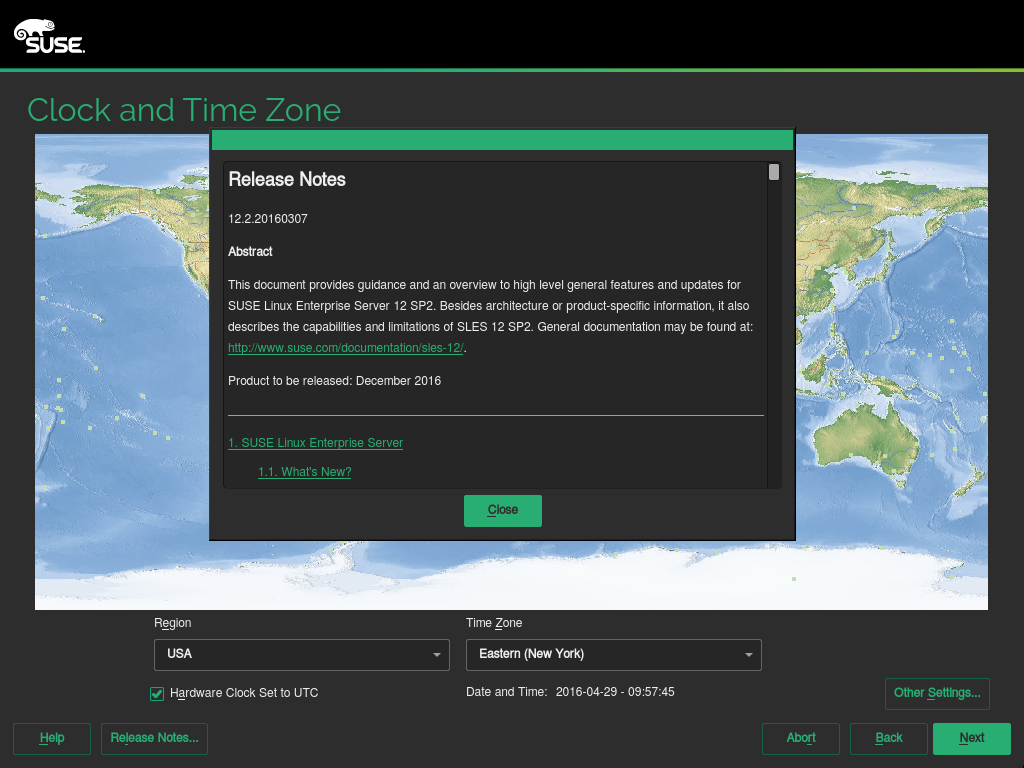 SUSE.
Clock and Time Zone
Release Notes
12.2.20160307
Abstract
This document provides guidance and an overview to high level general features and updates for
SUSE Linux Enterprise Server 12 SP2. Besides architecture or product-specific information, it also
describes the capabilities and limitations of SLES 12 SP2. General documentation may be found at:
http://www.suse.com/documentation/sles-12/.
Product to be released: December 2016
1. SUSE Linux Enterprise Server
1.1. What's New?
Close
Region
Time Zone
USA
Eastern (New York)
Hardware Clock Set to UTC
Date and Time: 2016-04-29 - 09:57:45
Other Settings...
Help
Release Notes...
Abort
Back
Next